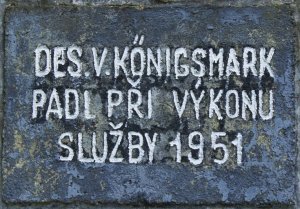 DES. V. KÖNIGSMARK
PADL PŘI VÝKONU
SLUŽBY 1951